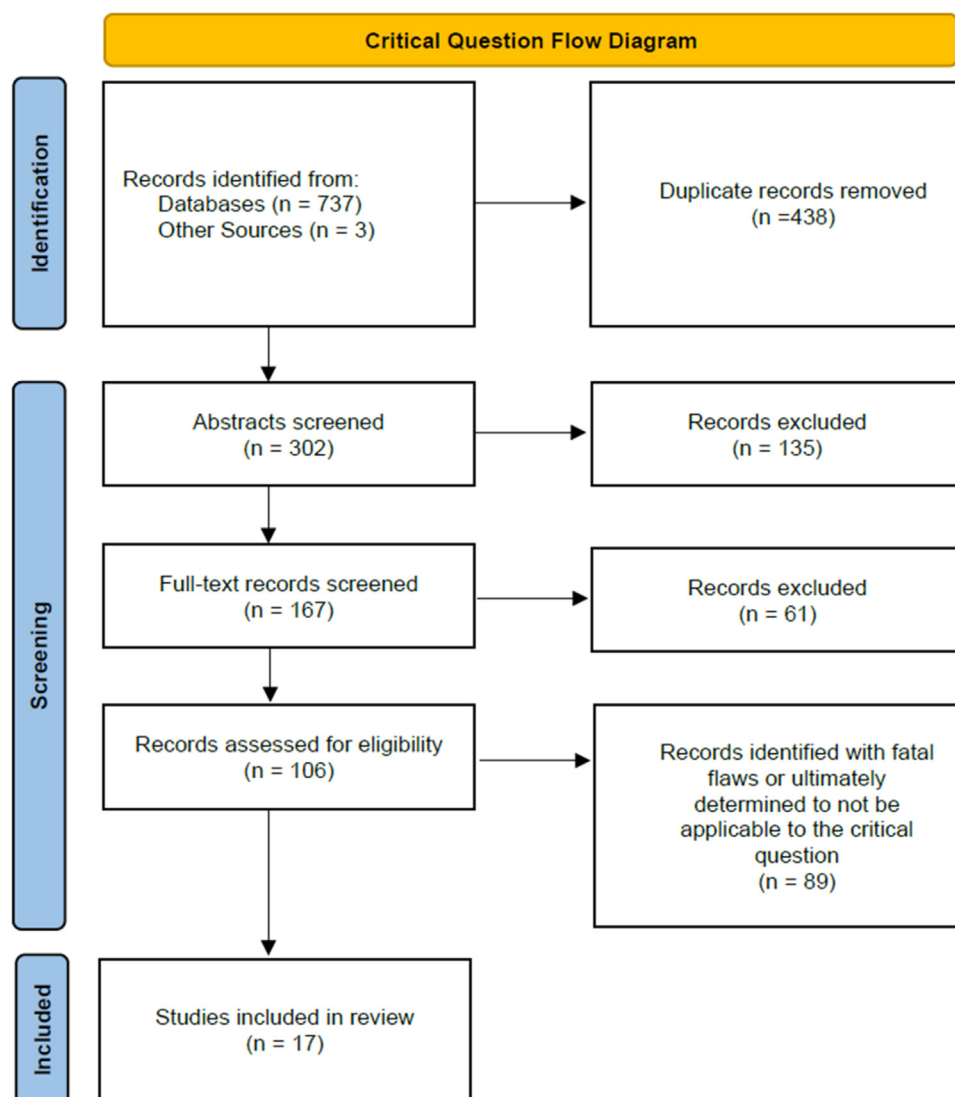 Critical Question Flow Diagram
Identification
Records identified from:
Databases (n = 737)
Other Sources (n = 3)
Duplicate records removed
(n =438)
Screening
Abstracts screened
(n = 302)
Records excluded
(n = 135)
Full-text records screened
(n = 167)
Records excluded
(n = 61)
Records assessed for eligibility
(n = 106)
Records identified with fatal
flaws or ultimately
determined to not be
applicable to the critical
question
(n = 89)
Included
Studies included in review
(n = 17)